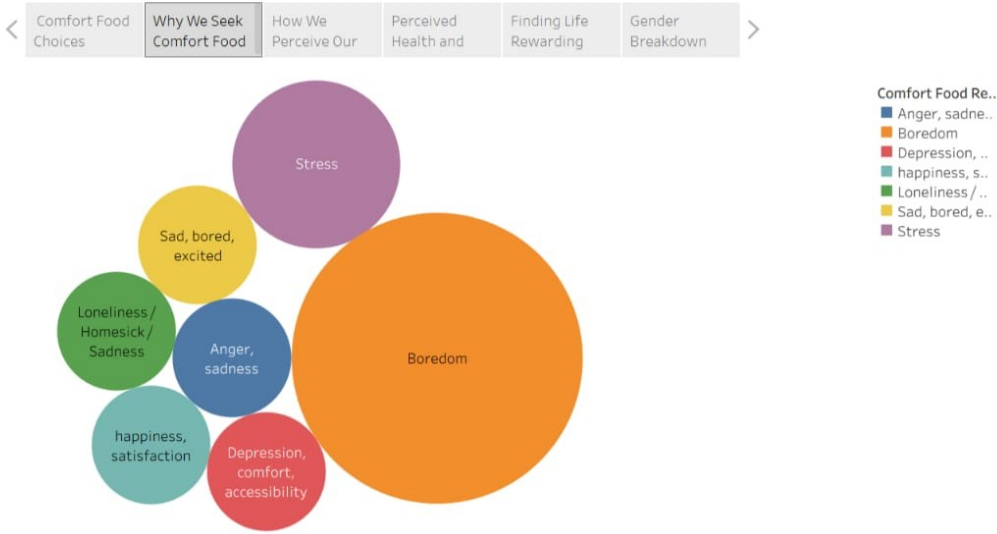 Comfort Food
Choices
Why We Seek
Comfort Food
How We
Perceive Our
Perceived
Health and
Finding Life
Rewarding
Gender
Breakdown
Stress
Sad, bored,
excited
Loneliness /
Homesick /
Sadness
Anger,
sadness
Boredom
happiness,
satisfaction
Depression,
comfort,
accessibility
Comfort Food Re..
Anger, sadne..
Boredom
Depression, ..
happiness, s..
Loneliness / ..
Sad, bored, e..
Stress